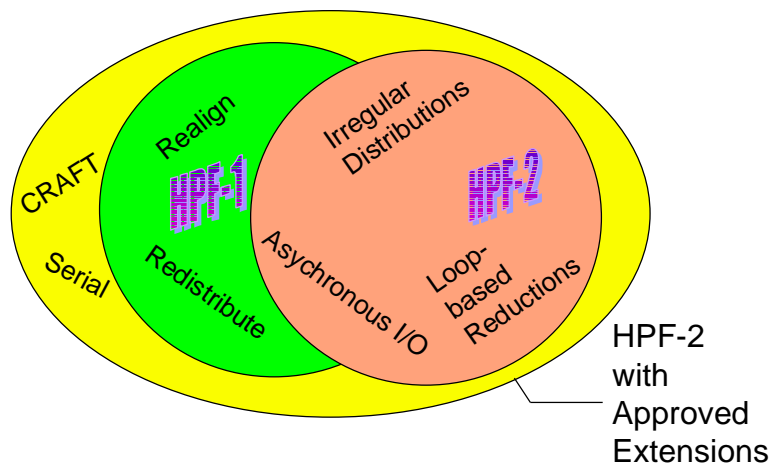 Realign
Irregular
Distributions
CRAFT
HPF-1
HPF-2
Serial
Redistribute
Asychronous I/O
Loop-
based
Reductions
HPF-2
with
Approved
Extensions